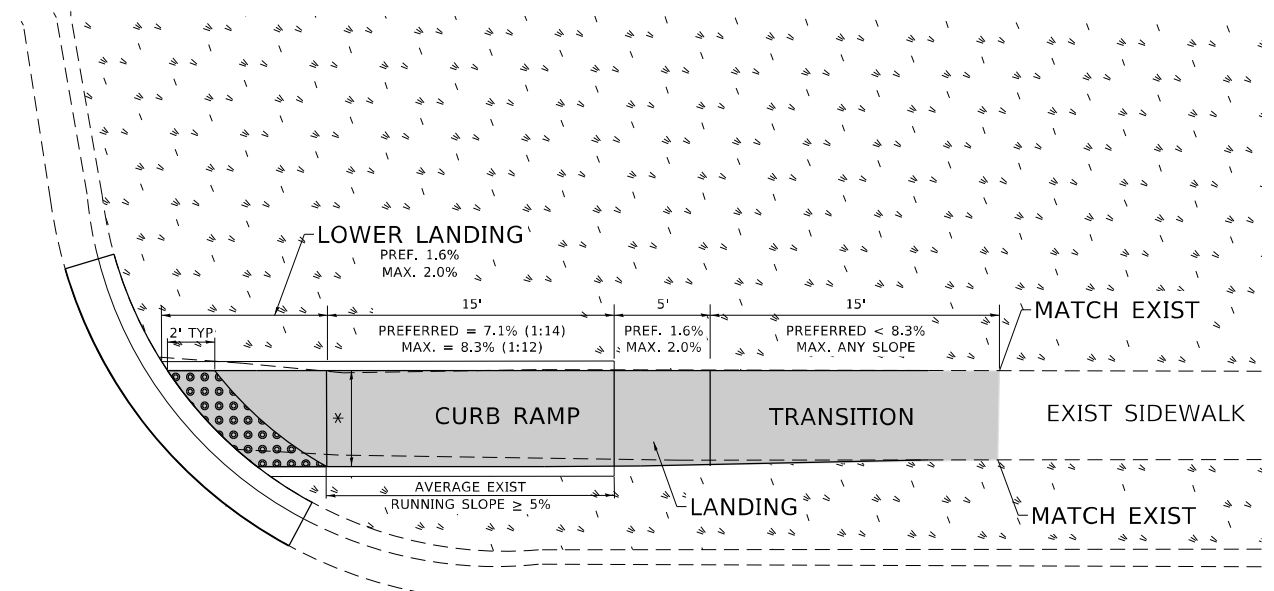 LOWER LANDING
PREF. 1.6%
MAX. 2.0%
15'
5'
15'
MATCH EXIST
2' TYP
PREFERRED = 7.1% (1:14)
MAX. = 8.3% (1:12)
PREF. 1.6%
MAX. 2.0%
PREFERRED < 8.3%
MAX. ANY SLOPE
*
CURB RAMP
TRANSITION
EXIST SIDEWALK
AVERAGE EXIST
RUNNING SLOPE ≥ 5%
LANDING
MATCH EXIST